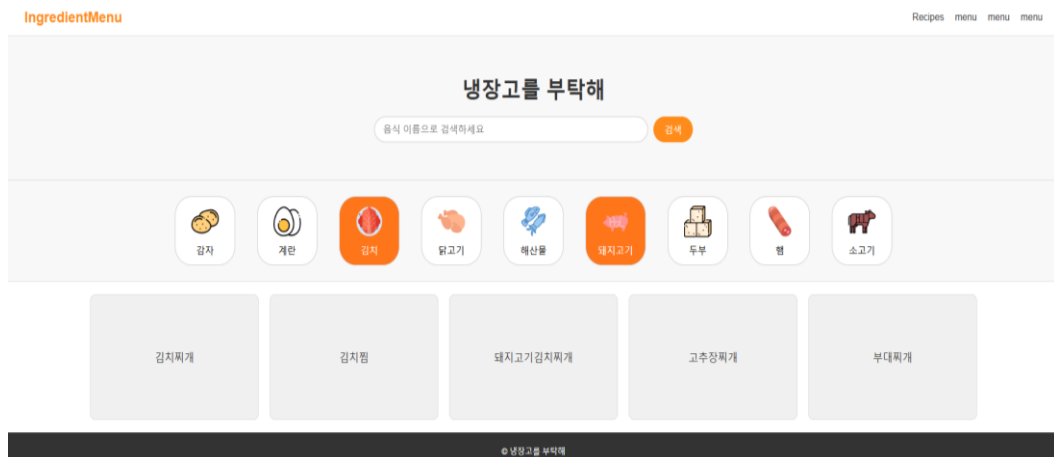 IngredientMenu
Recipes menu menu menu
냉장고를 부탁해
음식 이름으로 검색하세요
검색
감자 계란 김치 닭고기 해산물 돼지고기 두부 햄 소고기
김치찌개 김치찜 돼지고기김치찌개 고추장찌개 부대찌개
© 냉장고를 부탁해